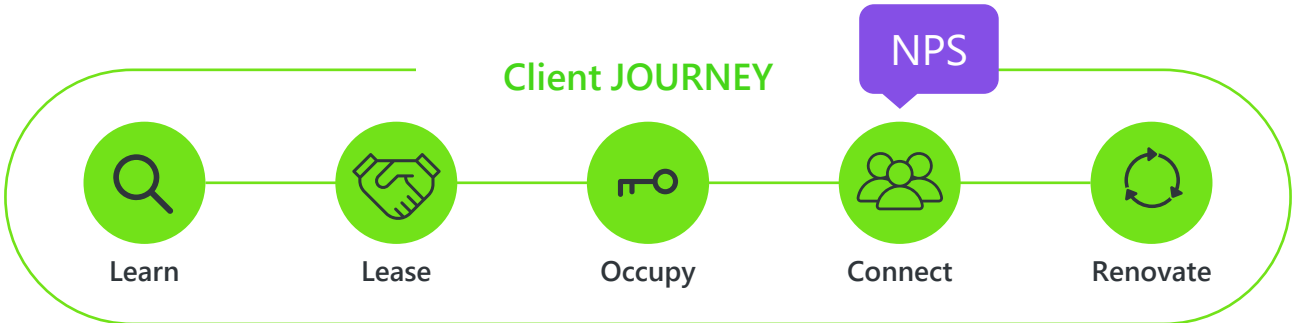 NPS
Client JOURNEY
Learn
Lease
Occupy
Connect
Renovate